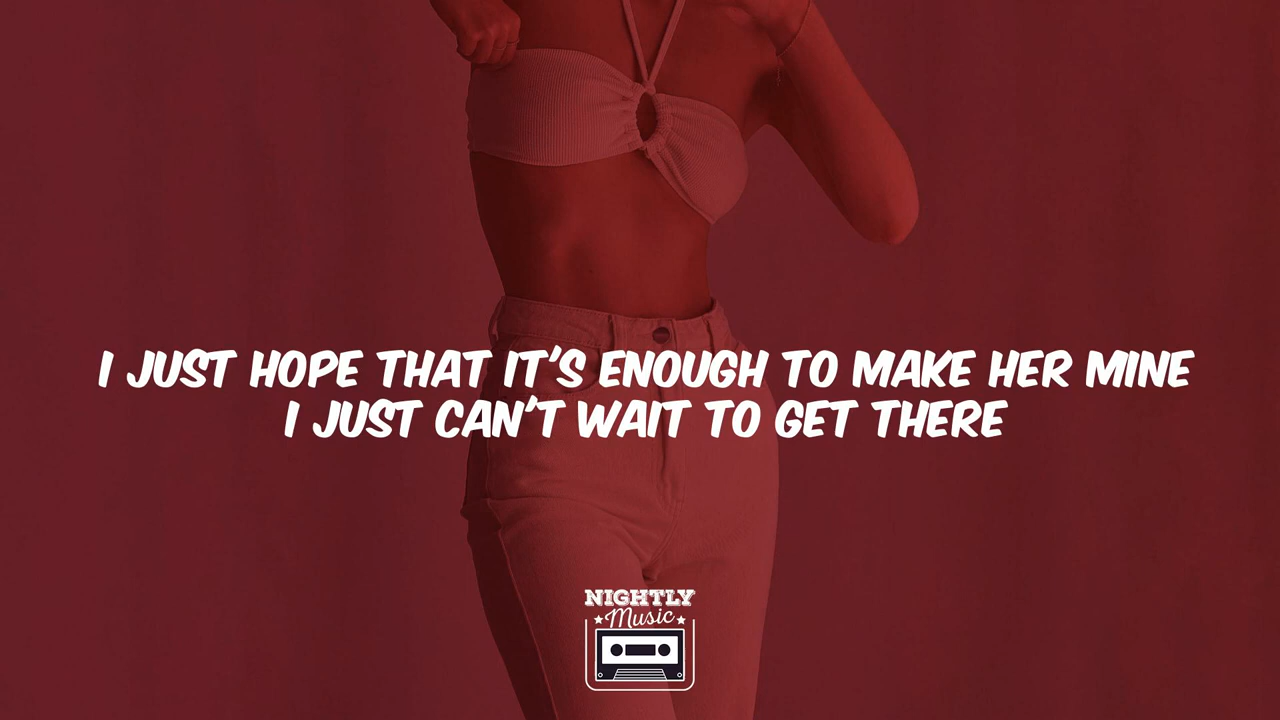 I JUST HOPE THAT IT'S ENOUGH TO MAKE HER MINE
I JUST CAN'T WAIT TO GET THERE
NIGHTLY
Music